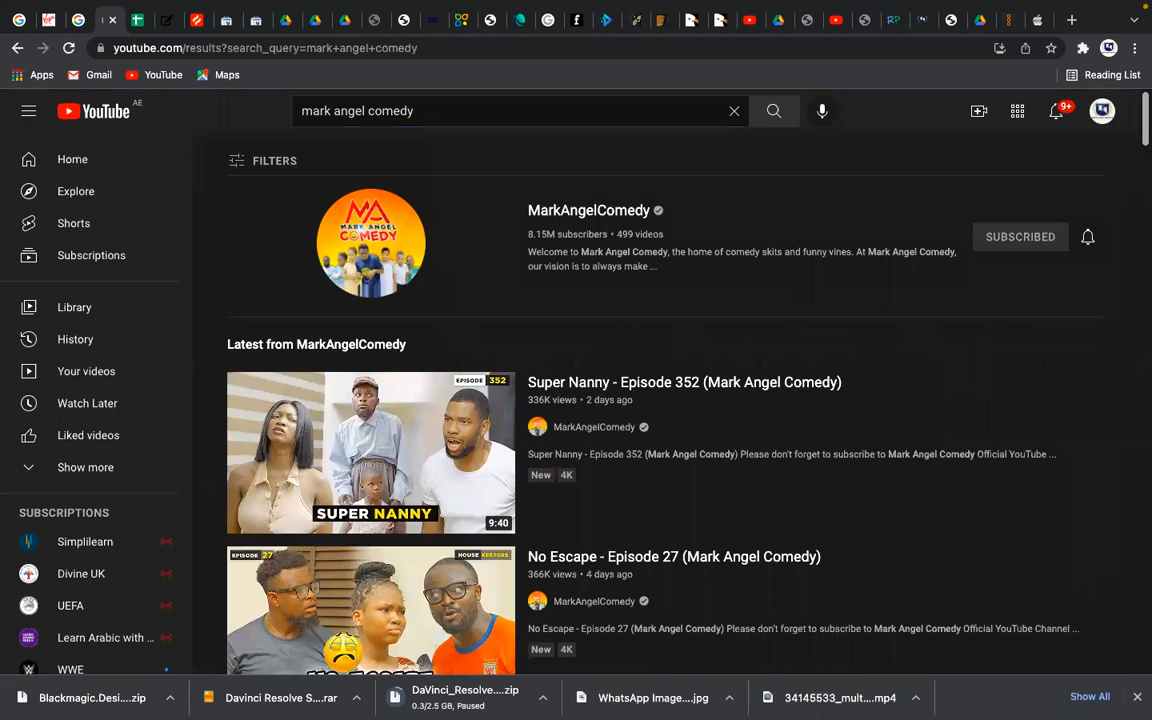 youtube.com/results?search_query=mark+angel+comedy
Apps
Gmail
YouTube
Maps
Reading List
YouTube AE
mark angel comedy
9+
Home
Explore
Shorts
Subscriptions
Library
History
Your videos
Watch Later
Liked videos
Show more
SUBSCRIPTIONS
Simplilearn
Divine UK
UEFA
Learn Arabic with ...
WWE
FILTERS
MA
MARK ANGEL
COMEDY
MarkAngelComedy
8.15M subscribers • 499 videos
Welcome to Mark Angel Comedy, the home of comedy skits and funny vines. At Mark Angel Comedy,
our vision is to always make ...
SUBSCRIBED
Latest from MarkAngelComedy
EPISODE 352
SUPER NANNY
9:40
Super Nanny - Episode 352 (Mark Angel Comedy)
336K views • 2 days ago
MarkAngelComedy
Super Nanny - Episode 352 (Mark Angel Comedy) Please don't forget to subscribe to Mark Angel Comedy Official YouTube ...
New 4K
EPISODE 27
HOUSE KEEPERS
No Escape - Episode 27 (Mark Angel Comedy)
366K views • 4 days ago
MarkAngelComedy
No Escape - Episode 27 (Mark Angel Comedy) Please don't forget to subscribe to Mark Angel Comedy Official YouTube Channel ...
New 4K
Blackmagic.Desi....zip
Davinci Resolve S....rar
DaVinci_Resolve....zip
0.3/2.5 GB, Paused
WhatsApp Image....jpg
34145533_mult....mp4
Show All